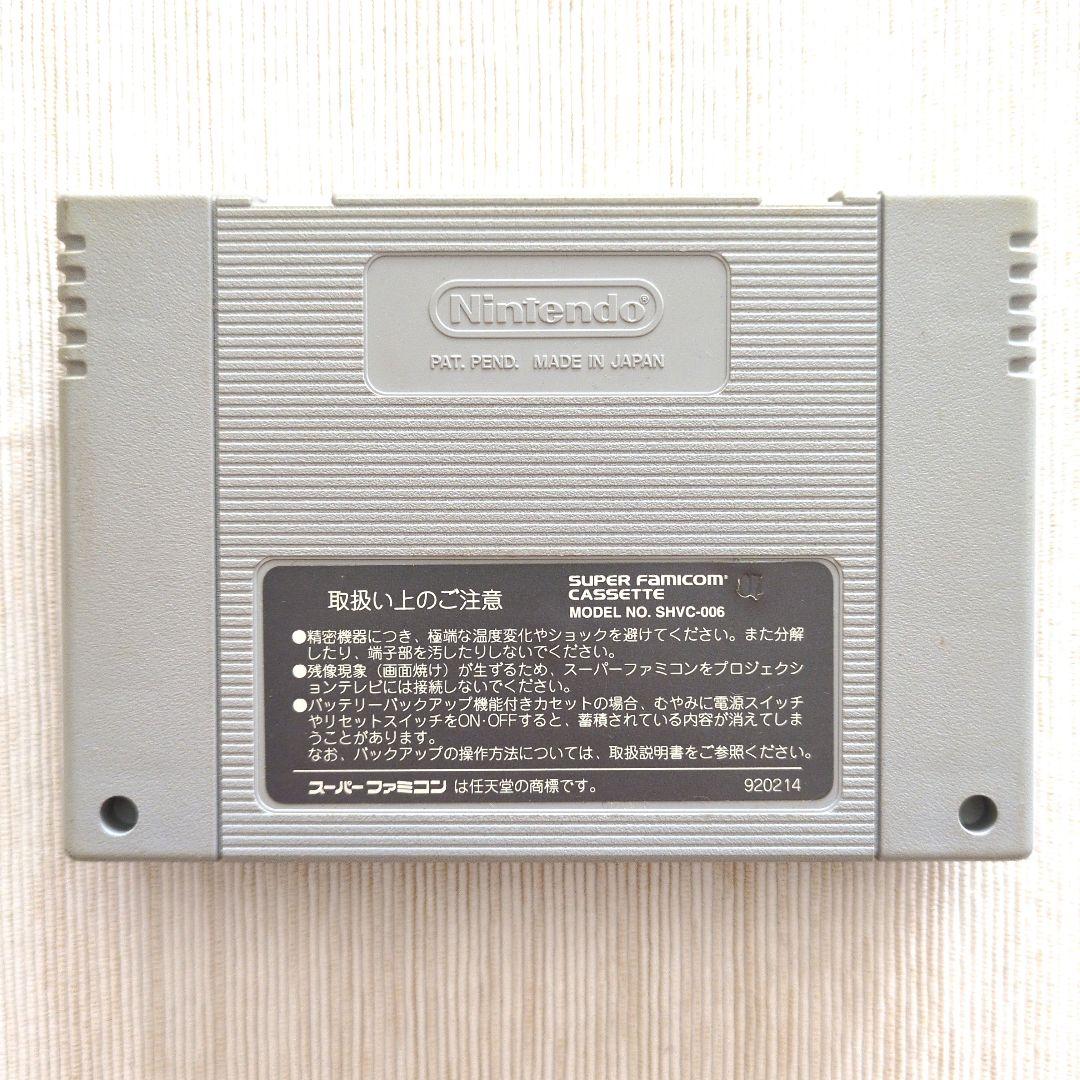 Nintendo®
PAT. PEND. MADE IN JAPAN
取扱い上のご注意
SUPER FAMICOM®
CASSETTE
MODEL NO. SHVC-006
●精密機器につき、極端な温度変化やショックを避けてください。また分解
したり、端子部を汚したりしないでください。
●残像現象（画面焼け）が生ずるため、スーパーファミコンをプロジェクシ
ョンテレビには接続しないでください。
●バッテリーバックアップ機能付きカセットの場合、むやみに電源スイッチ
やリセットスイッチをON・OFFすると、蓄積されている内容が消えてしま
うことがあります。
なお、バックアップの操作方法については、取扱説明書をご参照ください。
スーパーファミコン は任天堂の商標です。
920214